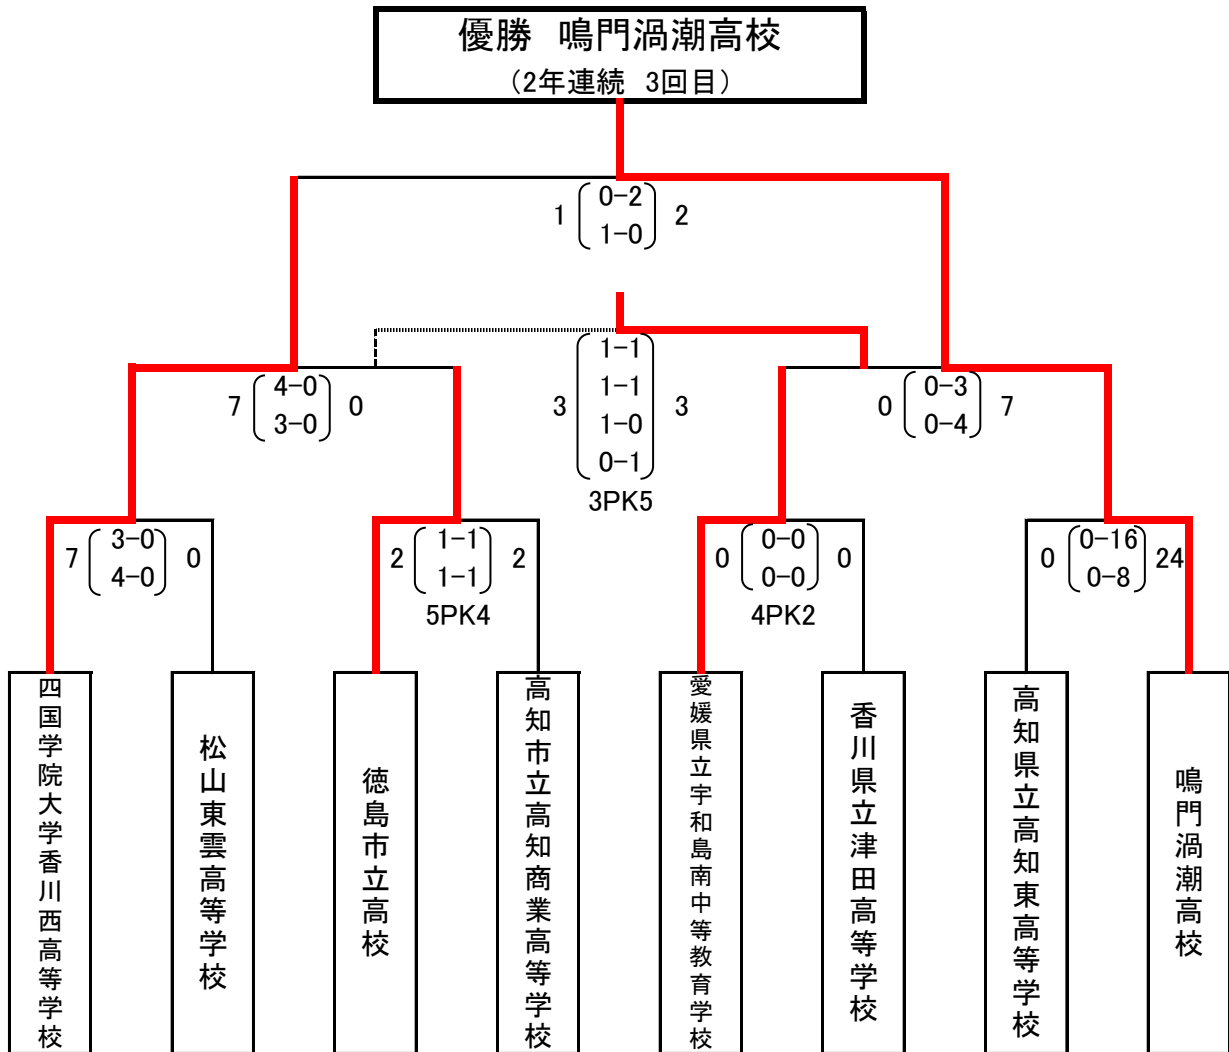 優勝 鳴門渦潮高校
（2年連続 3回目）
1 0-2 2
1-0
3 1-1 3
1-1
1-0
0-1
3PK5
7 4-0 0
3-0
0 0-3 7
0-4
7 3-0 0
4-0
2 1-1 2
1-1
5PK4
0 0-0 0
0-0
4PK2
0 0-16 24
0-8
四国学院大学香川西高等学校
松山東雲高等学校
徳島市立高校
高知市立高知商業高等学校
愛媛県立宇和島南中等教育学校
香川県立津田高等学校
高知県立高知東高等学校
鳴門渦潮高校